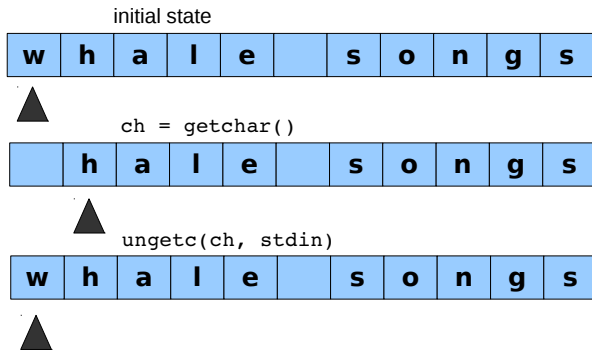 initial state
w h a l e s o n g s
ch = getchar()
h a l e s o n g s
ungetc(ch, stdin)
w h a l e s o n g s